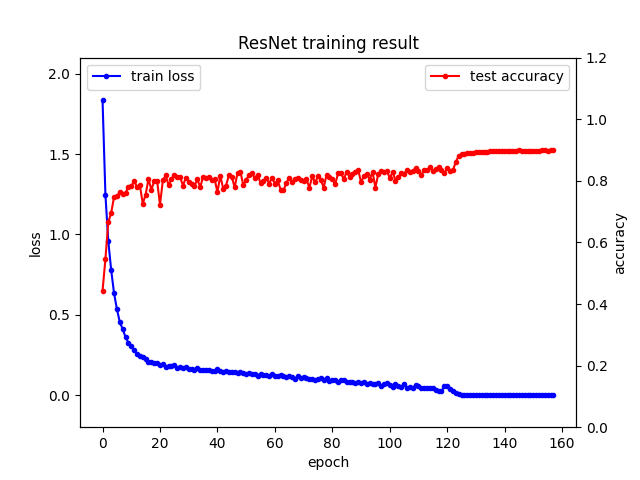 ResNet training result
train loss
test accuracy
2.0
1.5
1.0
0.5
0.0
loss
1.2
1.0
0.8
0.6
0.4
0.2
0.0
accuracy
0 20 40 60 80 100 120 140 160
epoch